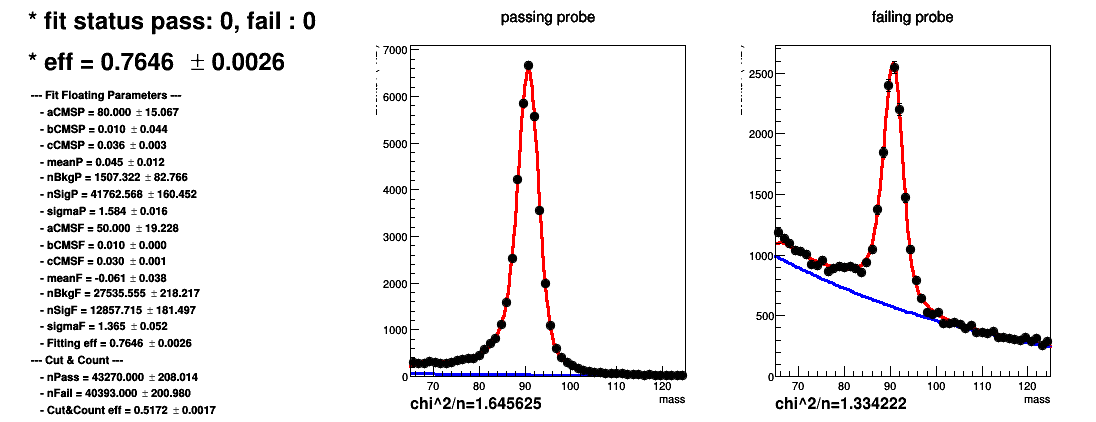 * fit status pass: 0, fail : 0
* eff = 0.7646 ± 0.0026
--- Fit Floating Parameters ---
- aCMSP = 80.000 ± 15.067
- bCMSP = 0.010 ± 0.044
- cCMSP = 0.036 ± 0.003
- meanP = 0.045 ± 0.012
- nBkgP = 1507.322 ± 82.766
- nSigP = 41762.568 ± 160.452
- sigmaP = 1.584 ± 0.016
- aCMSF = 50.000 ± 19.228
- bCMSF = 0.010 ± 0.000
- cCMSF = 0.030 ± 0.001
- meanF = -0.061 ± 0.038
- nBkgF = 27535.555 ± 218.217
- nSigF = 12857.715 ± 181.497
- sigmaF = 1.365 ± 0.052
- Fitting eff = 0.7646 ± 0.0026
--- Cut & Count ---
- nPass = 43270.000 ± 208.014
- nFail = 40393.000 ± 200.980
- Cut&Count eff = 0.5172 ± 0.0017
passing probe
7000
6000
5000
4000
3000
2000
1000
0
70 80 90 100 110 120
mass
chi^2/n=1.645625
failing probe
2500
2000
1500
1000
500
0
70 80 90 100 110 120
mass
chi^2/n=1.334222